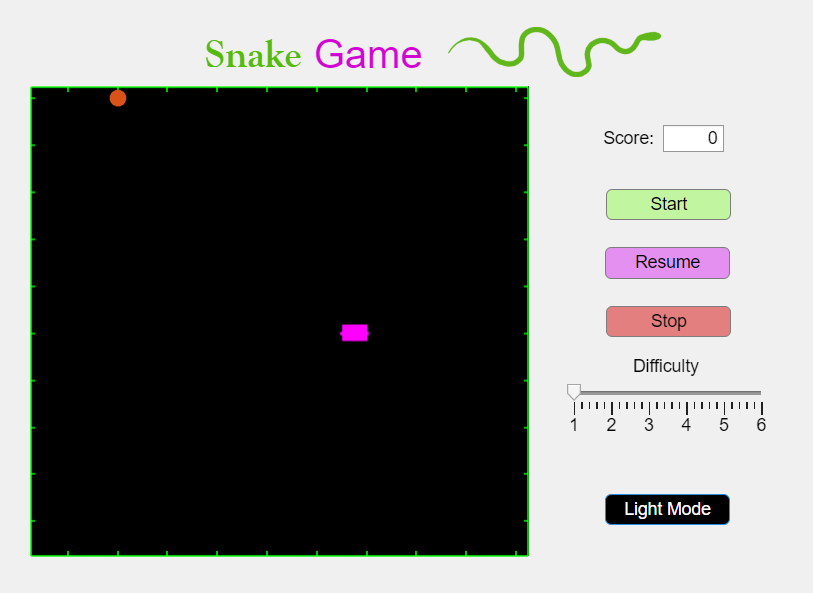 Snake Game
Score: 0
Start
Resume
Stop
Difficulty
1 2 3 4 5 6
Light Mode